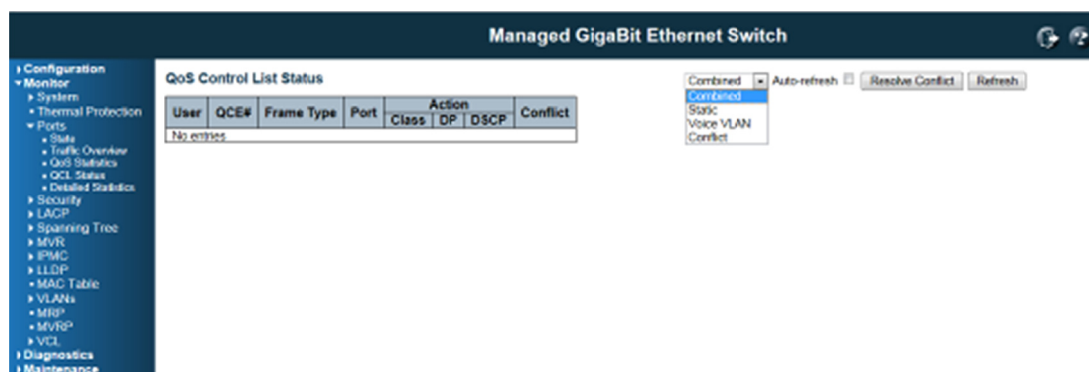 Managed GigaBit Ethernet Switch
Configuration
Monitor
System
Thermal Protection
Ports
State
Traffic Overview
QoS Statistics
QCL Status
Detailed Statistics
Security
LACP
Spanning Tree
MVR
IPMC
LLDP
MAC Table
VLANs
MRP
MVRP
VCL
Diagnostics
Maintenance
QoS Control List Status
Combined Auto-refresh Resolve Conflict Refresh
Combined
Static
Voice VLAN
Conflict
User QCE# Frame Type Port Action Conflict
Class DP DSCP
No entries